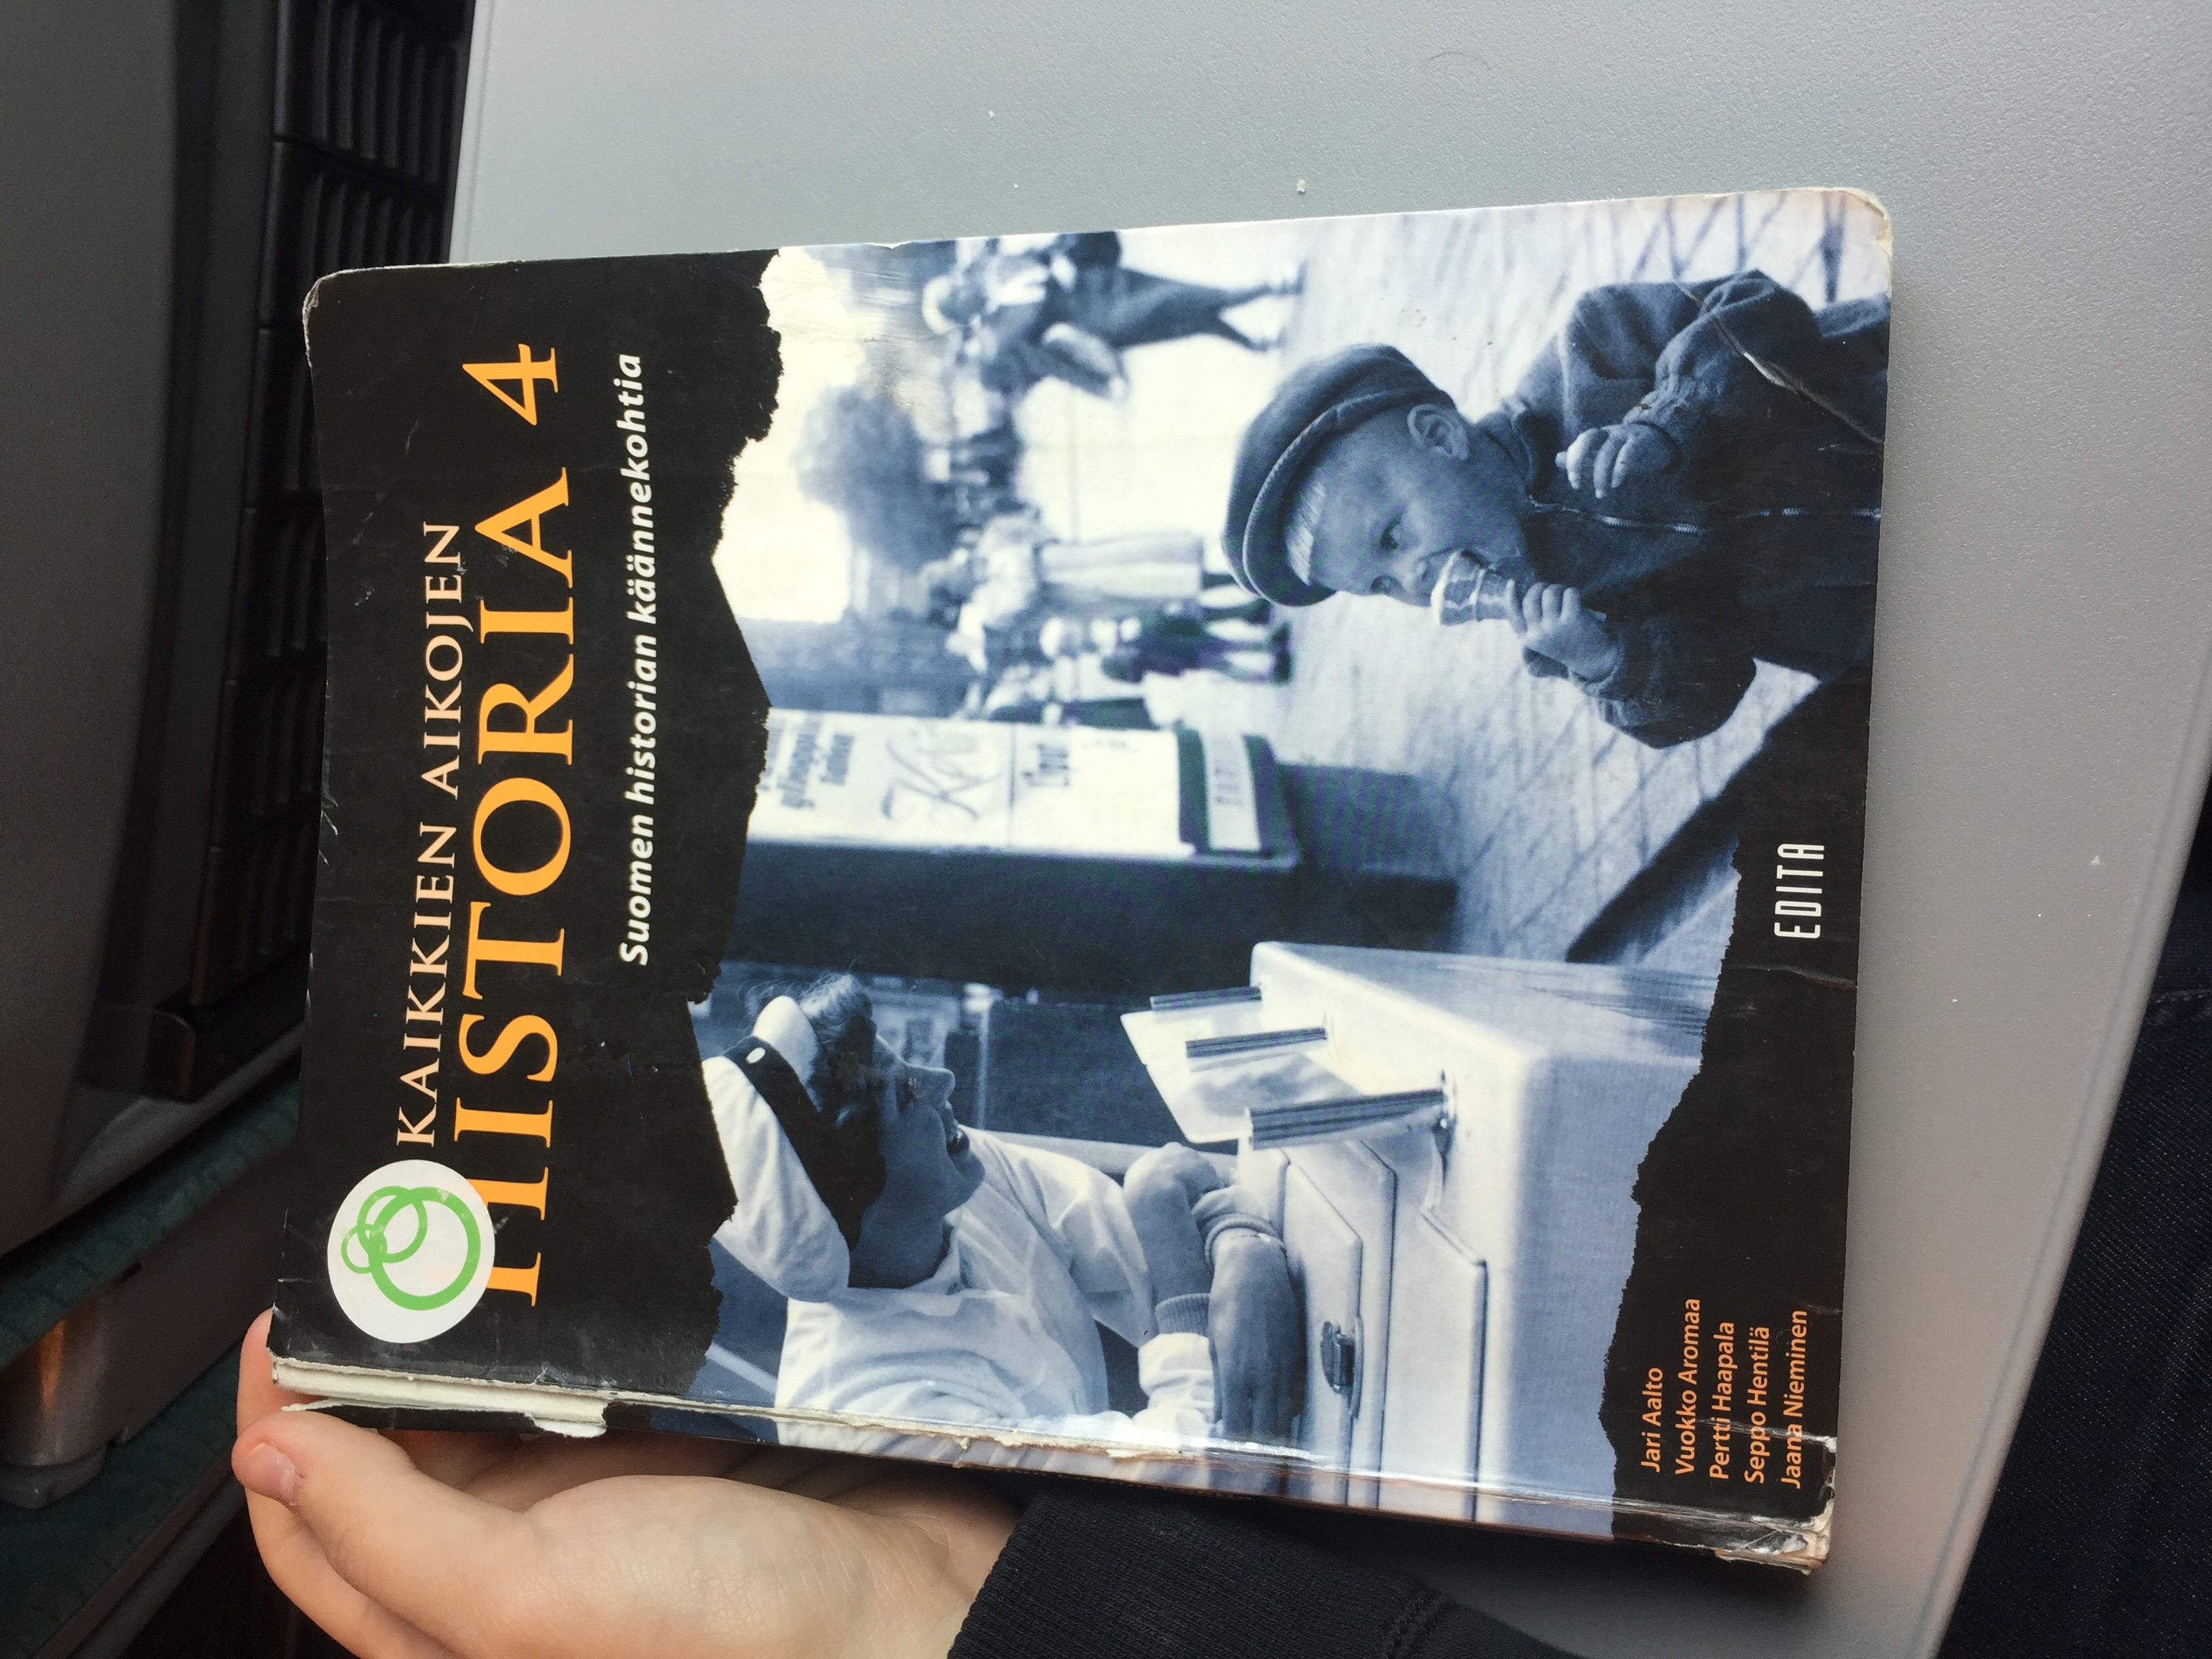 KAIKKIEN AIKOJEN
HISTORIA 4
Suomen historian käännekohtia
Jari Aalto
Vuokko Aromaa
Pertti Haapala
Seppo Hentilä
Jaana Nieminen
EDITA